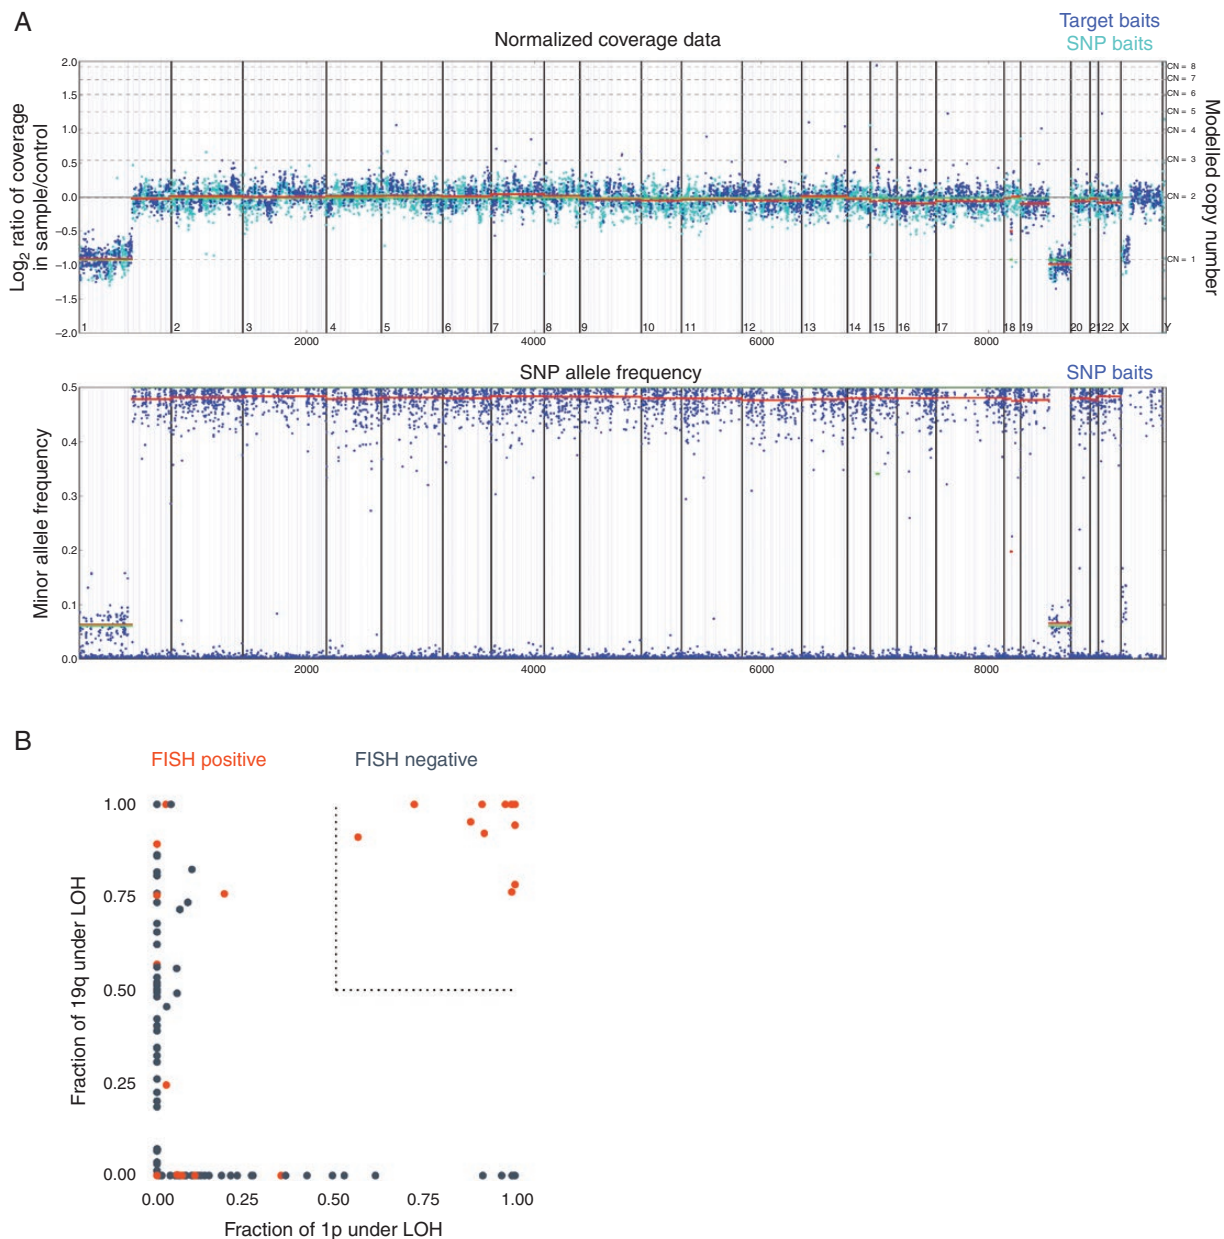 A
Target baits
SNP baits
Normalized coverage data
Log2 ratio of coverage
in sample/control
2.0
1.5
1.0
0.5
0.0
−0.5
−1.0
−1.5
−2.0
CN = 8
CN = 7
CN = 6
CN = 5
CN = 4
CN = 3
CN = 2
CN = 1
Modelled copy number
1 2 3 4 5 6 7 8 9 10 11 12 13 14 15 16 17 18 19 20 21 22 X Y
2000 4000 6000 8000
SNP allele frequency
SNP baits
Minor allele frequency
0.5
0.4
0.3
0.2
0.1
0.0
2000 4000 6000 8000
B
FISH positive
FISH negative
Fraction of 19q under LOH
1.00
0.75
0.50
0.25
0.00
0.00 0.25 0.50 0.75 1.00
Fraction of 1p under LOH